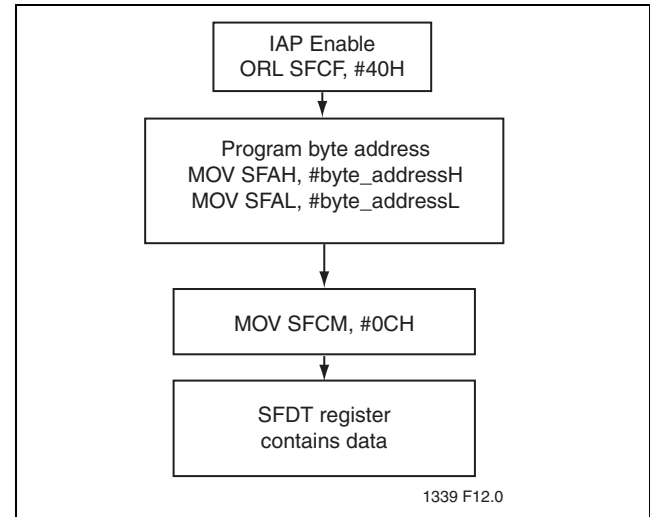 IAP Enable
ORL SFCF, #40H
Program byte address
MOV SFAH, #byte_addressH
MOV SFAL, #byte_addressL
MOV SFCM, #0CH
SFDT register
contains data
1339 F12.0